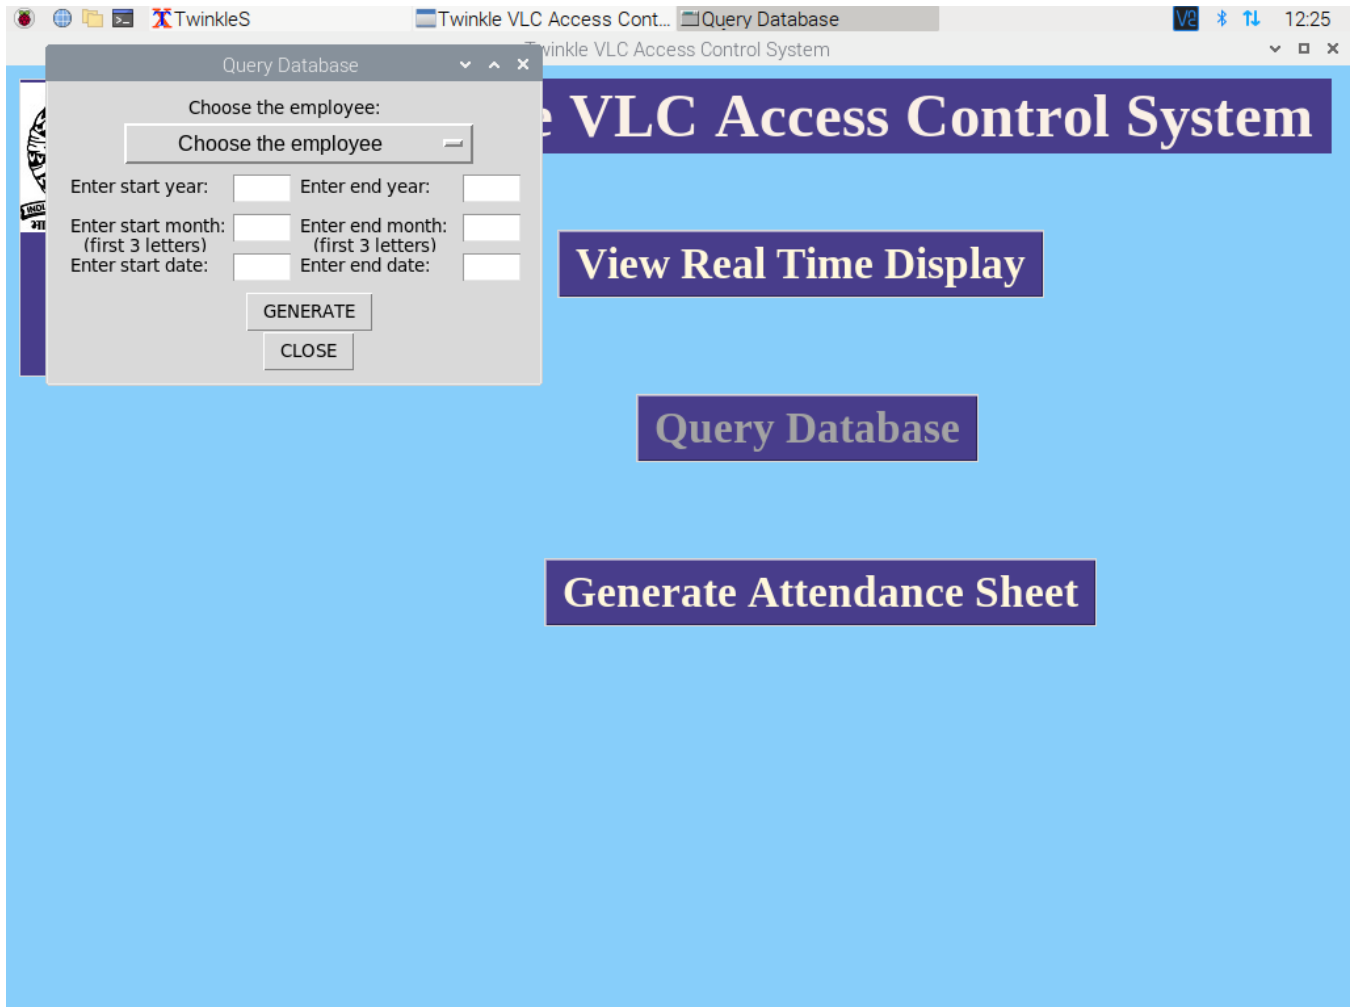 TwinkleS
Twinkle VLC Access Cont...
Query Database
V2
12:25
winkle VLC Access Control System
Query Database
Choose the employee:
Choose the employee
Enter start year:
Enter end year:
Enter start month:
(first 3 letters)
Enter end month:
(first 3 letters)
Enter start date:
Enter end date:
GENERATE
CLOSE
e VLC Access Control System
View Real Time Display
Query Database
Generate Attendance Sheet